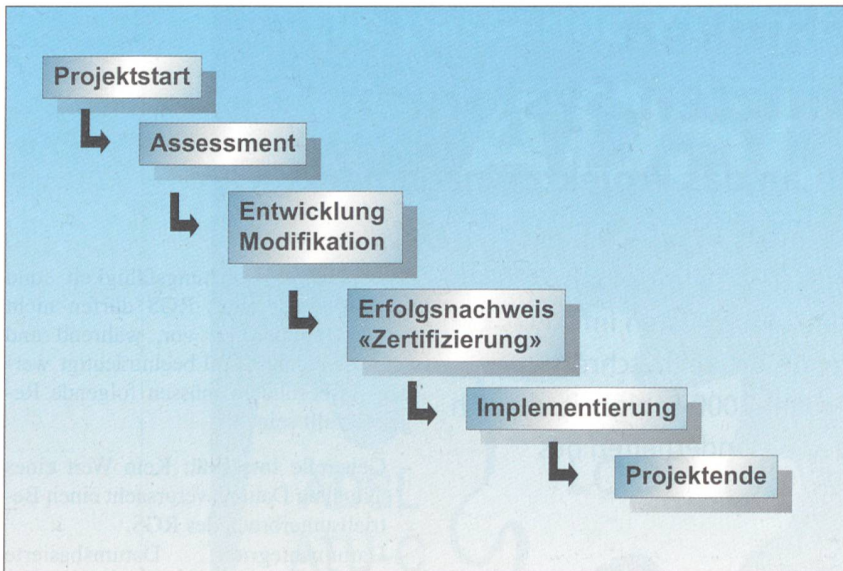 Projektstart
Assessment
Entwicklung
Modifikation
Erfolgsnachweis
«Zertifizierung»
Implementierung
Projektende